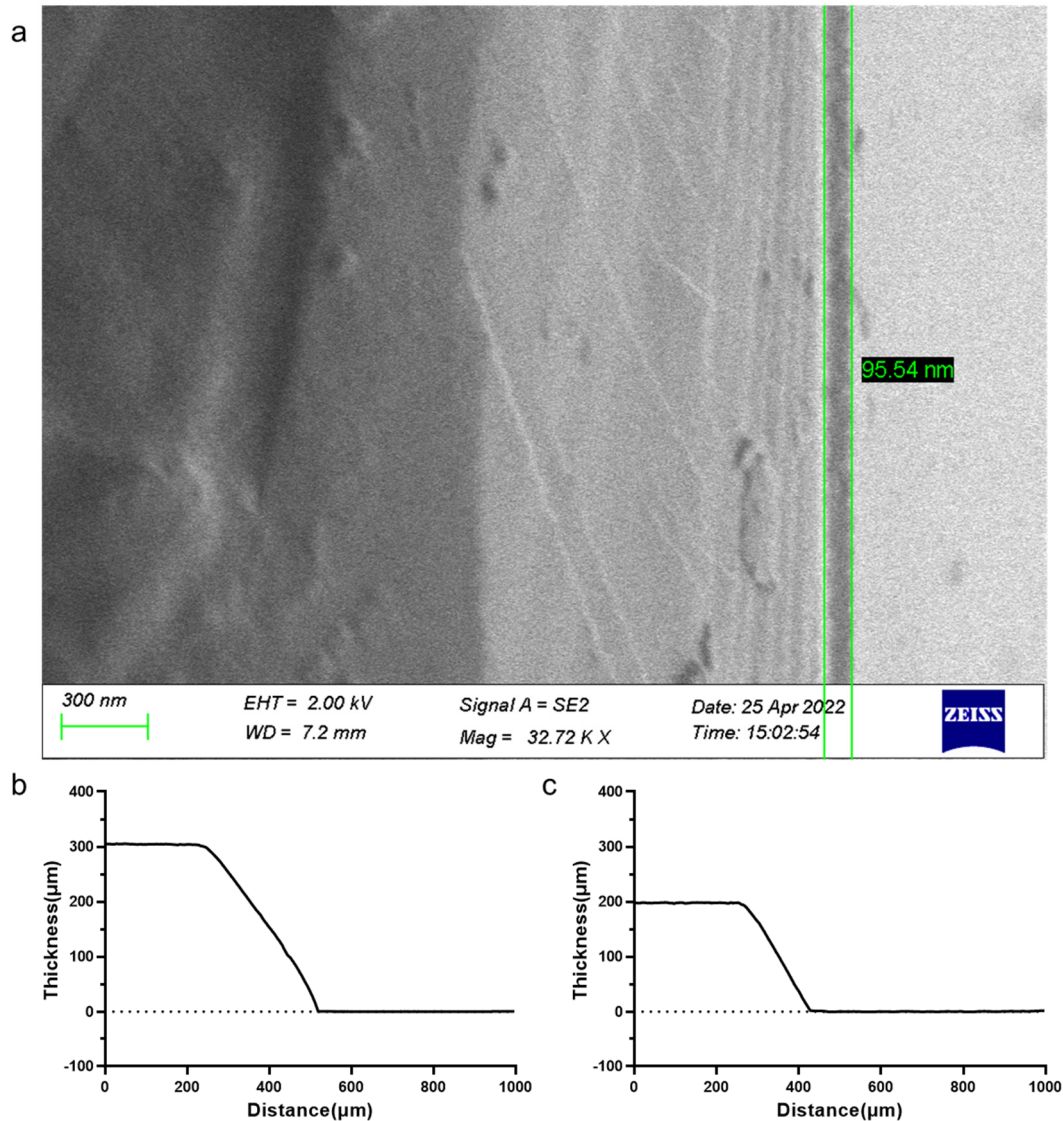 a
95.54 nm
300 nm
EHT = 2.00 kV
Signal A = SE2
Date: 25 Apr 2022
ZEISS
WD = 7.2 mm
Mag = 32.72 K X
Time: 15:02:54
b
400
300
200
100
0
-100
Thickness(µm)
0 200 400 600 800 1000
Distance(µm)
c
400
300
200
100
0
-100
Thickness(µm)
0 200 400 600 800 1000
Distance(µm)